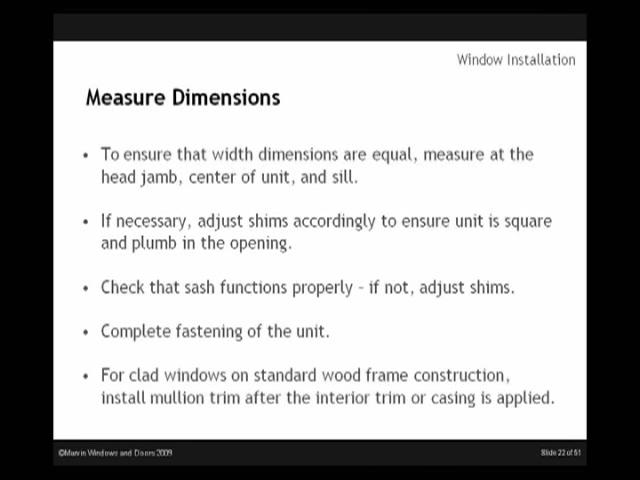 Window Installation
Measure Dimensions
• To ensure that width dimensions are equal, measure at the
head jamb, center of unit, and sill.
• If necessary, adjust shims accordingly to ensure unit is square
and plumb in the opening.
• Check that sash functions properly - if not, adjust shims.
• Complete fastening of the unit.
• For clad windows on standard wood frame construction,
install mullion trim after the interior trim or casing is applied.
©Marvin Windows and Doors 2009
Slide 22 of 51